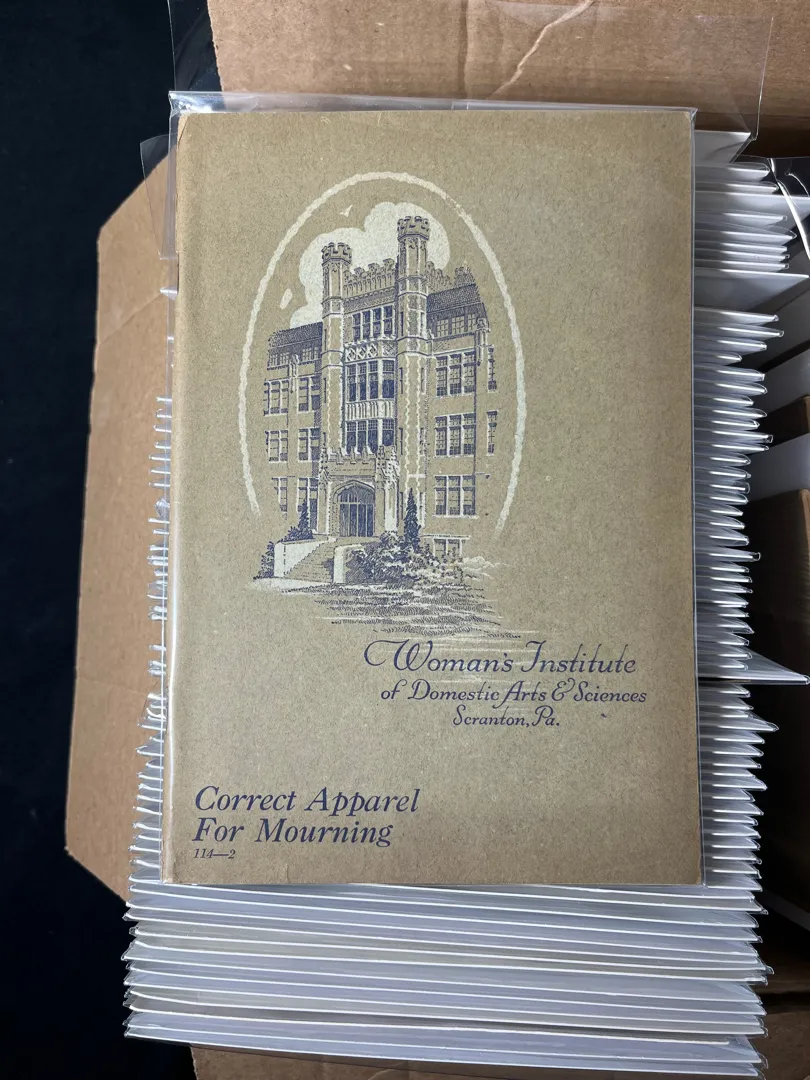 Woman's Institute
of Domestic Arts & Sciences
Scranton, Pa.
Correct Apparel
For Mourning
114—2